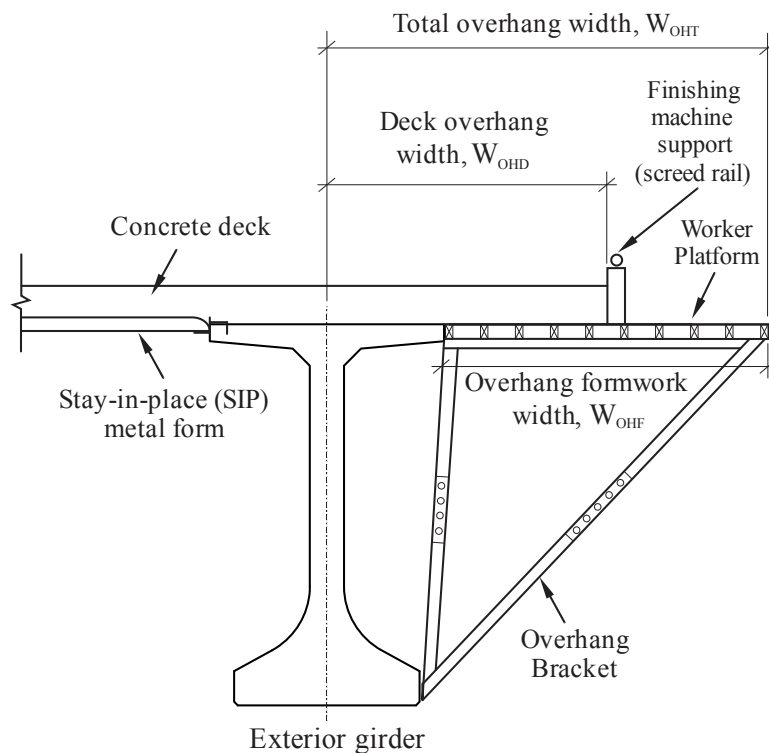 Total overhang width, W_OHT
Finishing
machine
support
(screed rail)
Deck overhang
width, W_OHD
Concrete deck
Worker
Platform
Overhang formwork
width, W_OHF
Stay-in-place (SIP)
metal form
Overhang
Bracket
Exterior girder